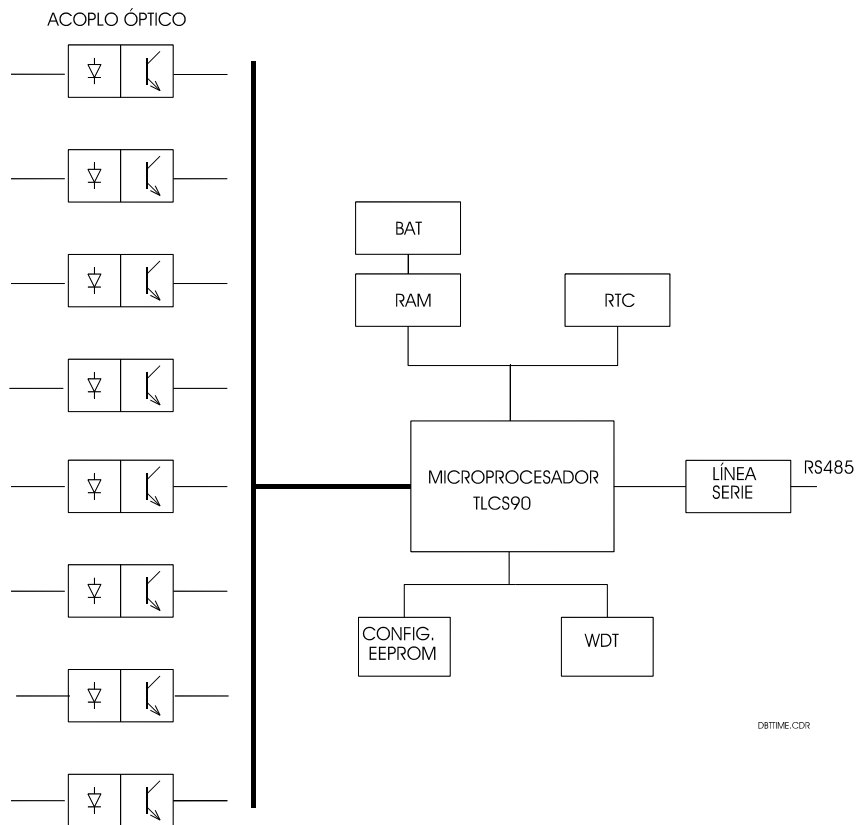 ACOPLO ÓPTICO
BAT
RAM
RTC
MICROPROCESADOR
TLCS90
LÍNEA
SERIE
RS485
CONFIG.
EEPROM
WDT
DBTTIME.CDR